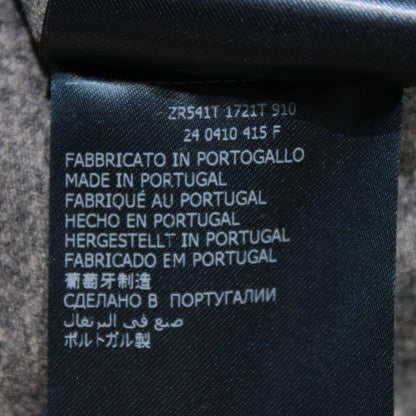 ZR541T 1721T 910
24 0410 415 F
FABBRICATO IN PORTOGALLO
MADE IN PORTUGAL
FABRIQUÉ AU PORTUGAL
HECHO EN PORTUGAL
HERGESTELLT IN PORTUGAL
FABRICADO EM PORTUGAL
葡萄牙制造
СДЕЛАНО В ПОРТУГАЛИИ
صنع في البرتغال
ポルトガル製